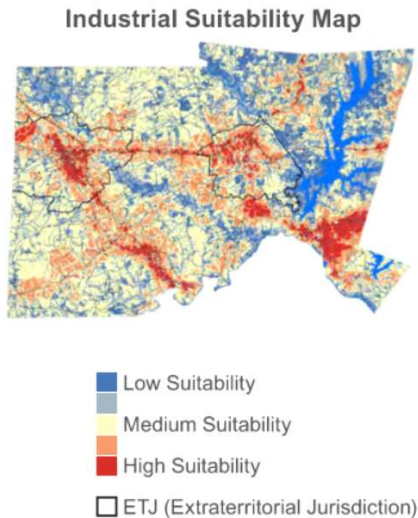 Industrial Suitability Map
Low Suitability
Medium Suitability
High Suitability
ETJ (Extraterritorial Jurisdiction)